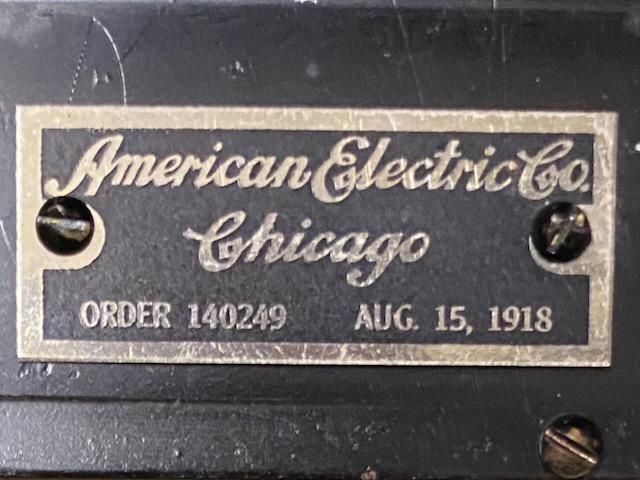 American Electric Co.
Chicago
ORDER 140249 AUG. 15, 1918